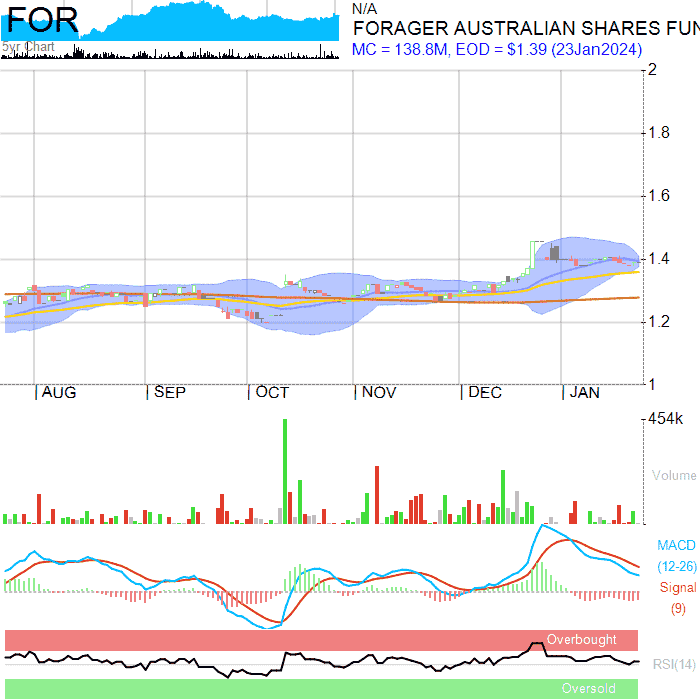 FOR
5yr Chart
N/A
FORAGER AUSTRALIAN SHARES FUN
MC = 138.8M, EOD = $1.39 (23Jan2024)
2
1.8
1.6
1.4
1.2
1
AUG SEP OCT NOV DEC JAN
454k
Volume
MACD
(12-26)
Signal
(9)
Overbought
RSI(14)
Oversold